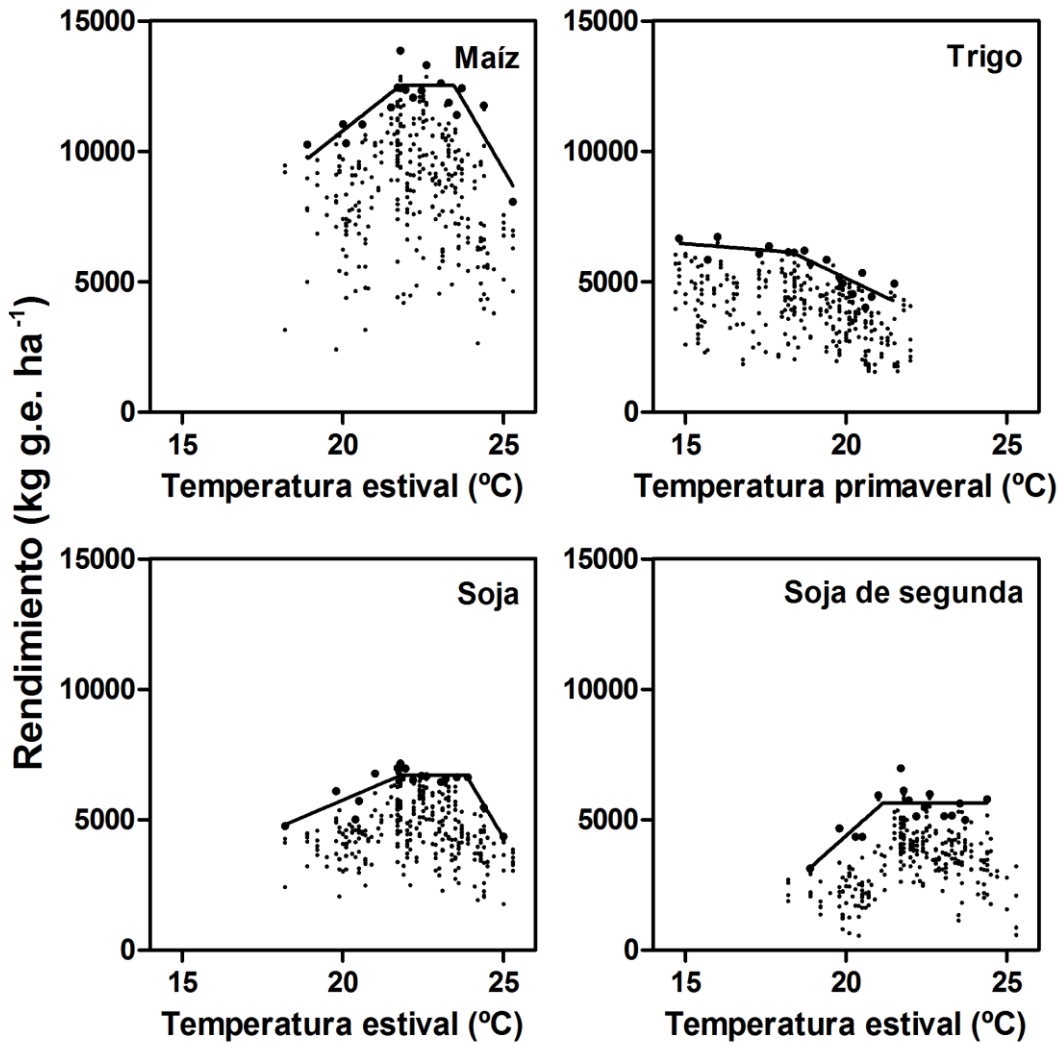 Rendimiento (kg g.e. ha⁻¹)
15000
10000
5000
0
Maíz
15 20 25
Temperatura estival (ºC)
15000
10000
5000
0
Trigo
15 20 25
Temperatura primaveral (ºC)
15000
10000
5000
0
Soja
15 20 25
Temperatura estival (ºC)
15000
10000
5000
0
Soja de segunda
15 20 25
Temperatura estival (ºC)